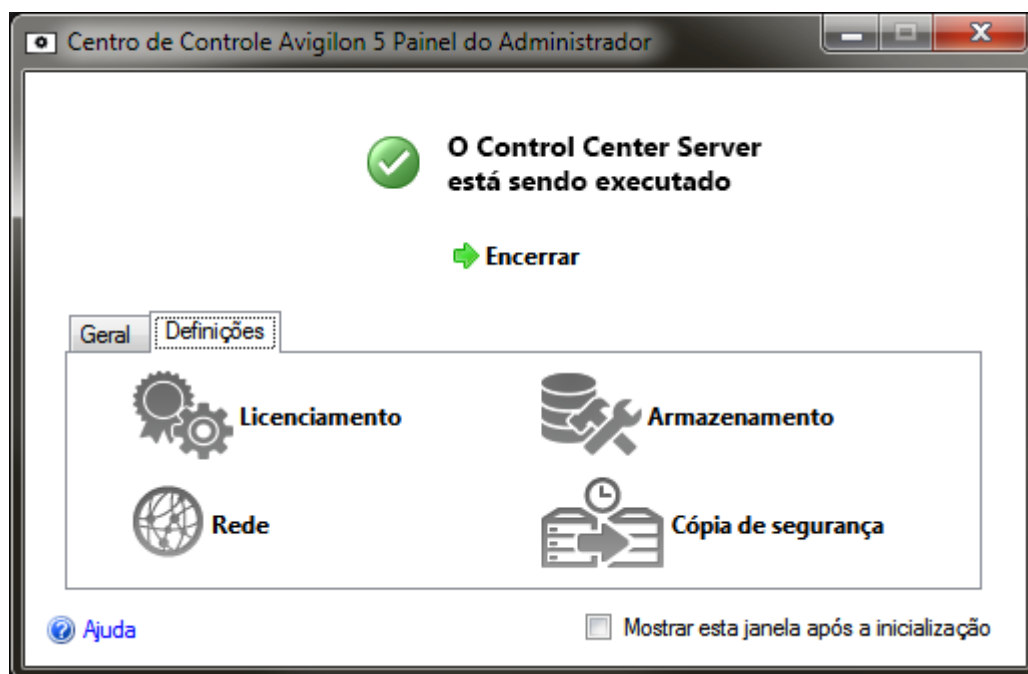 Centro de Controle Avigilon 5 Painel do Administrador
O Control Center Server
está sendo executado
Encerrar
Geral
Definições
Licenciamento
Armazenamento
Rede
Cópia de segurança
Ajuda
Mostrar esta janela após a inicialização